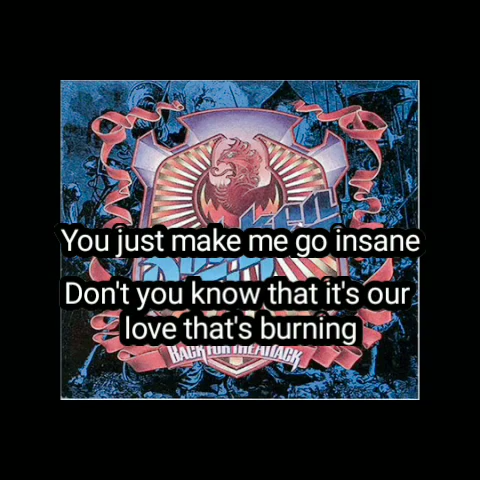 You just make me go insane
Don't you know that it's our
love that's burning
BACK FOR THE ATTACK